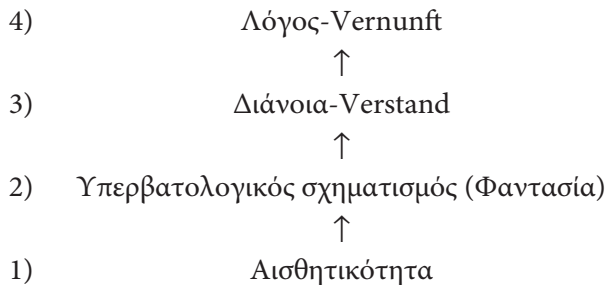 4) Λόγος-Vernunft
↑
3) Διάνοια-Verstand
↑
2) Υπερβατολογικός σχηματισμός (Φαντασία)
↑
1) Αισθητικότητα